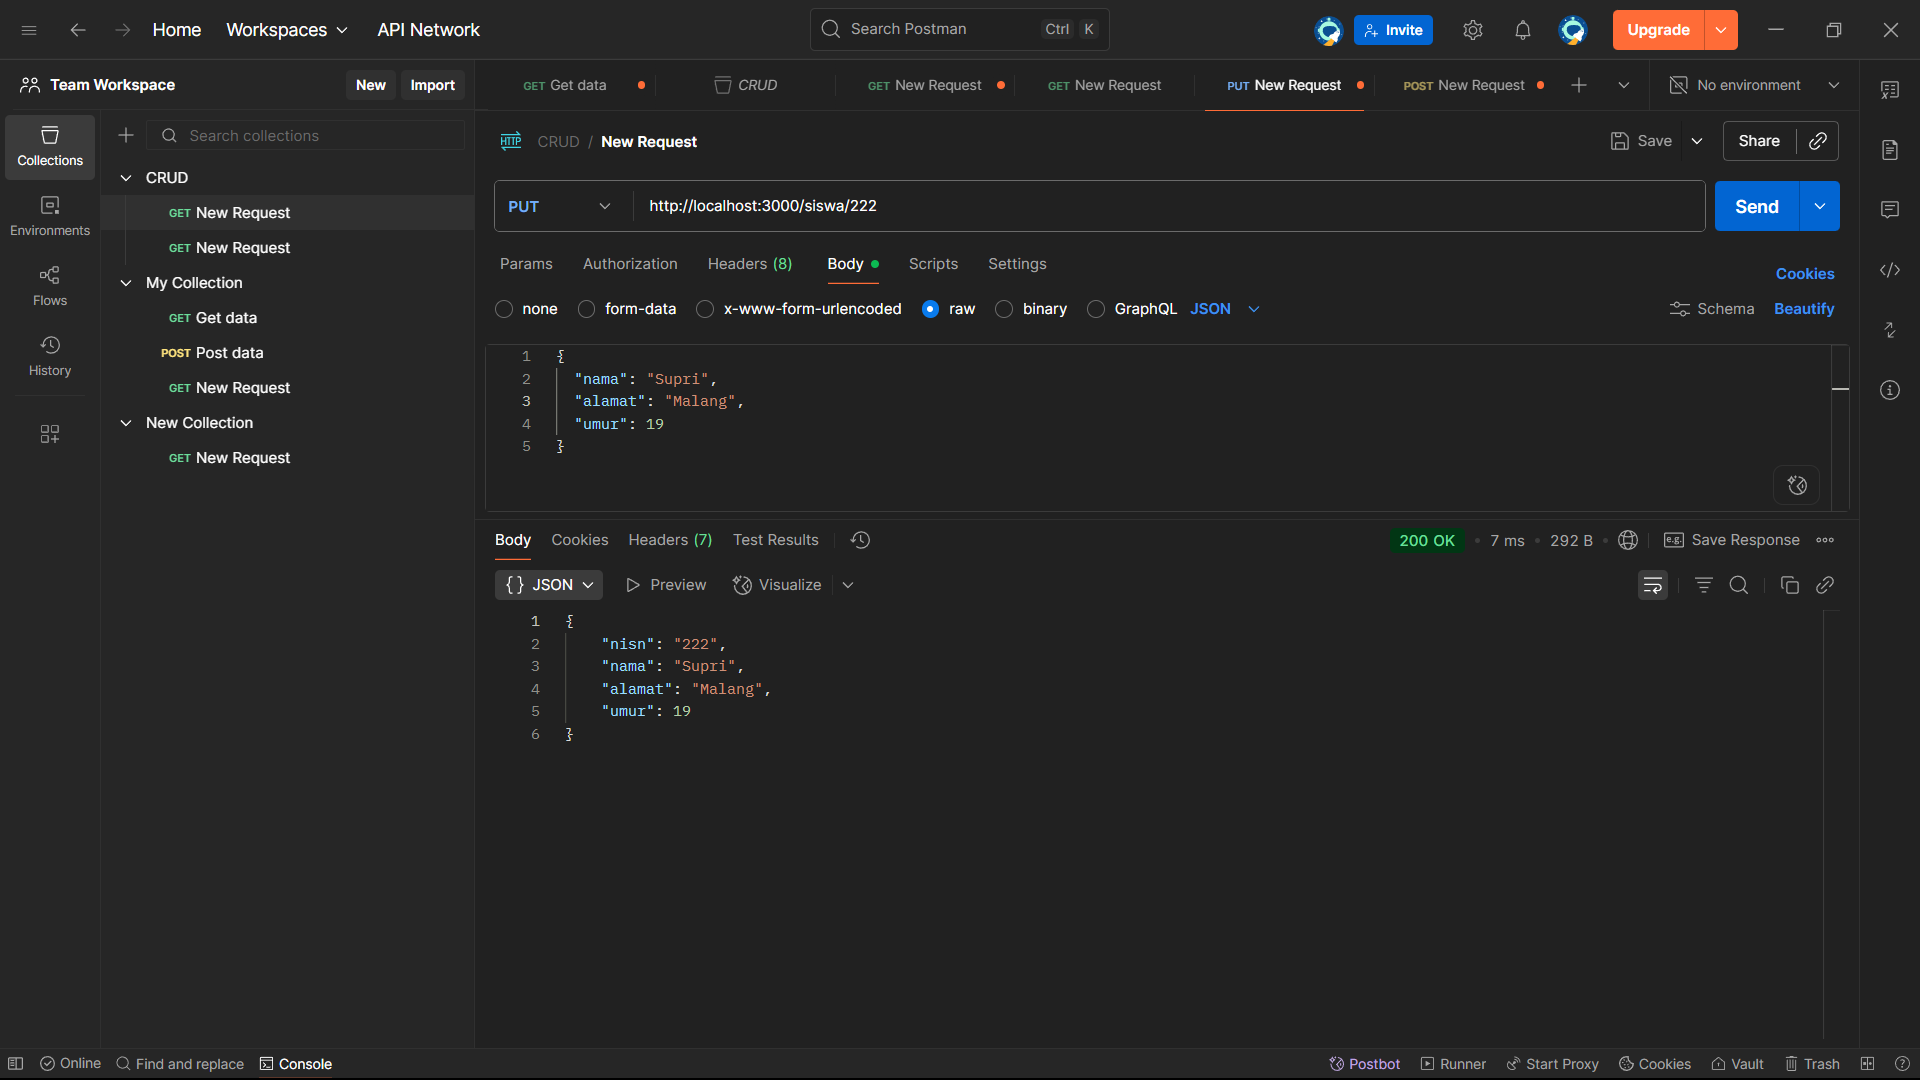 Home Workspaces API Network Search Postman Ctrl K Invite Upgrade
Team Workspace New Import
GET Get data CRUD GET New Request GET New Request PUT New Request POST New Request No environment
Collections
Environments
Flows
History
Search collections
CRUD
GET New Request
GET New Request
My Collection
GET Get data
POST Post data
GET New Request
New Collection
GET New Request
HTTP CRUD / New Request Save Share
PUT http://localhost:3000/siswa/222 Send
Params Authorization Headers (8) Body Scripts Settings Cookies
none form-data x-www-form-urlencoded raw binary GraphQL JSON Schema Beautify
1 {
2 "nama": "Supri",
3 "alamat": "Malang",
4 "umur": 19
5 }
Body Cookies Headers (7) Test Results 200 OK • 7 ms • 292 B • e.g. Save Response
{} JSON Preview Visualize
1 {
2 "nisn": "222",
3 "nama": "Supri",
4 "alamat": "Malang",
5 "umur": 19
6 }
Online Find and replace Console Postbot Runner Start Proxy Cookies Vault Trash